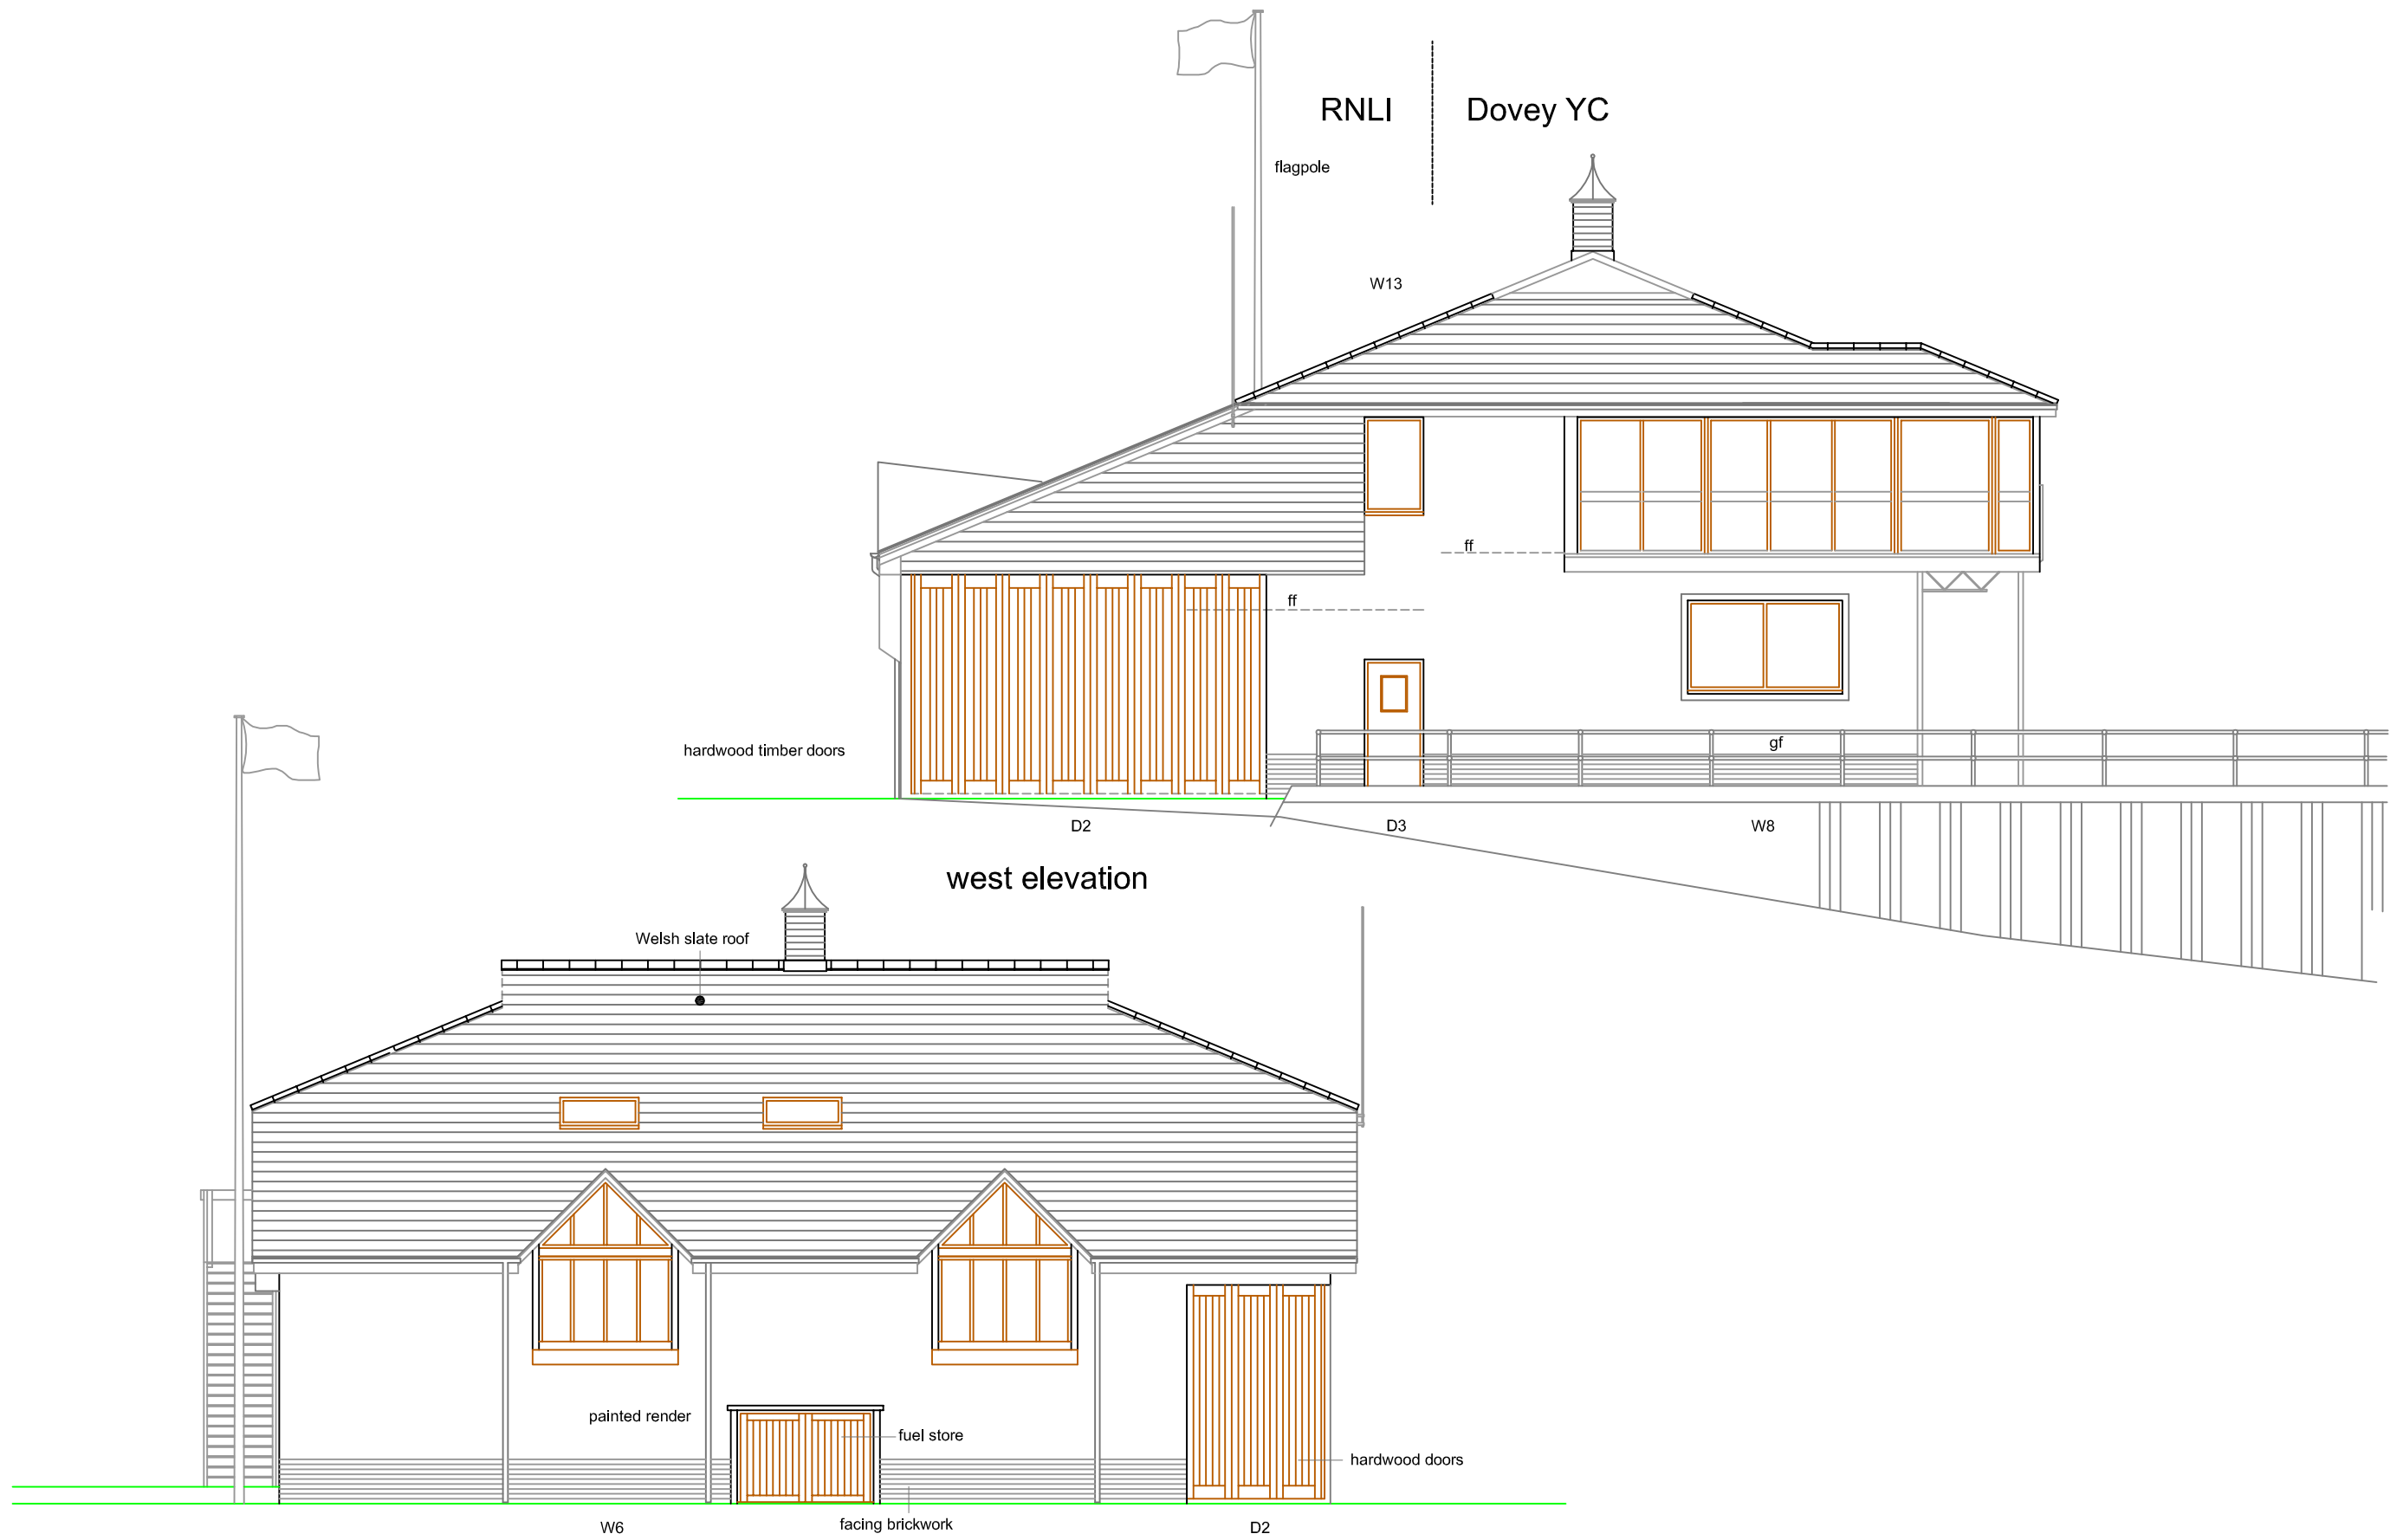 RNLI
Dovey YC
flagpole
W13
ff
ff
hardwood timber doors
gf
D2
D3
W8
west elevation
Welsh slate roof
painted render
fuel store
hardwood doors
facing brickwork
W6
D2